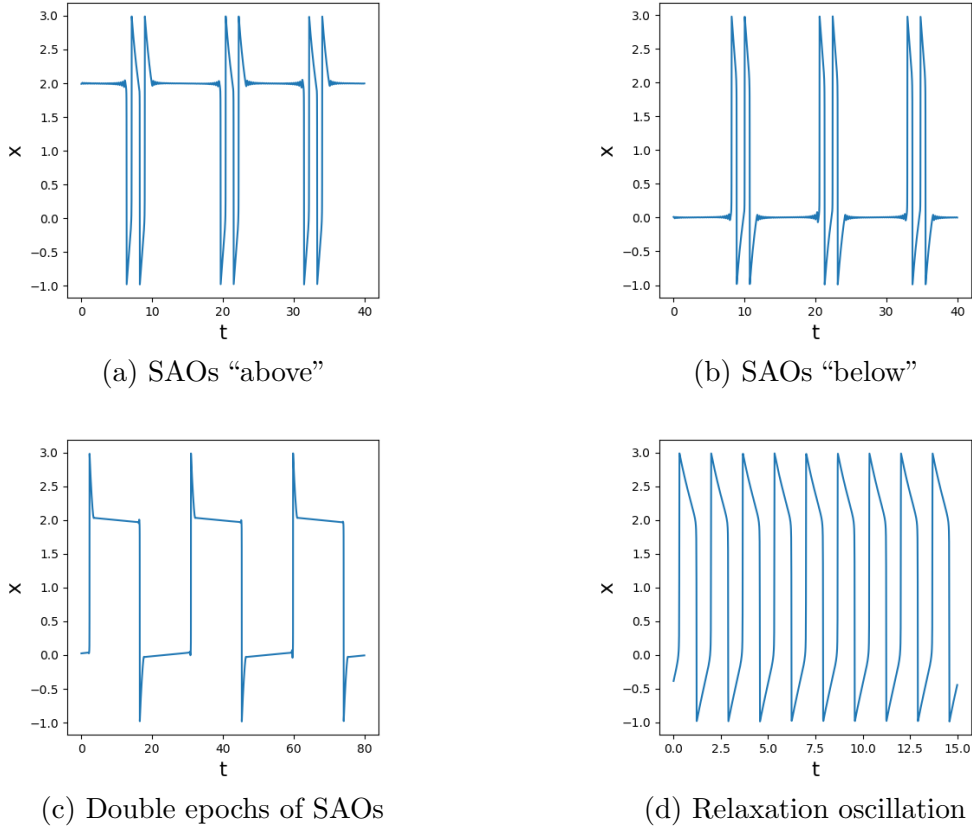 3.0
2.5
2.0
1.5
1.0
0.5
0.0
−0.5
−1.0
x
0 10 20 30 40
t
(a) SAOs “above”
3.0
2.5
2.0
1.5
1.0
0.5
0.0
−0.5
−1.0
x
0 10 20 30 40
t
(b) SAOs “below”
3.0
2.5
2.0
1.5
1.0
0.5
0.0
−0.5
−1.0
x
0 20 40 60 80
t
(c) Double epochs of SAOs
3.0
2.5
2.0
1.5
1.0
0.5
0.0
−0.5
−1.0
x
0.0 2.5 5.0 7.5 10.0 12.5 15.0
t
(d) Relaxation oscillation